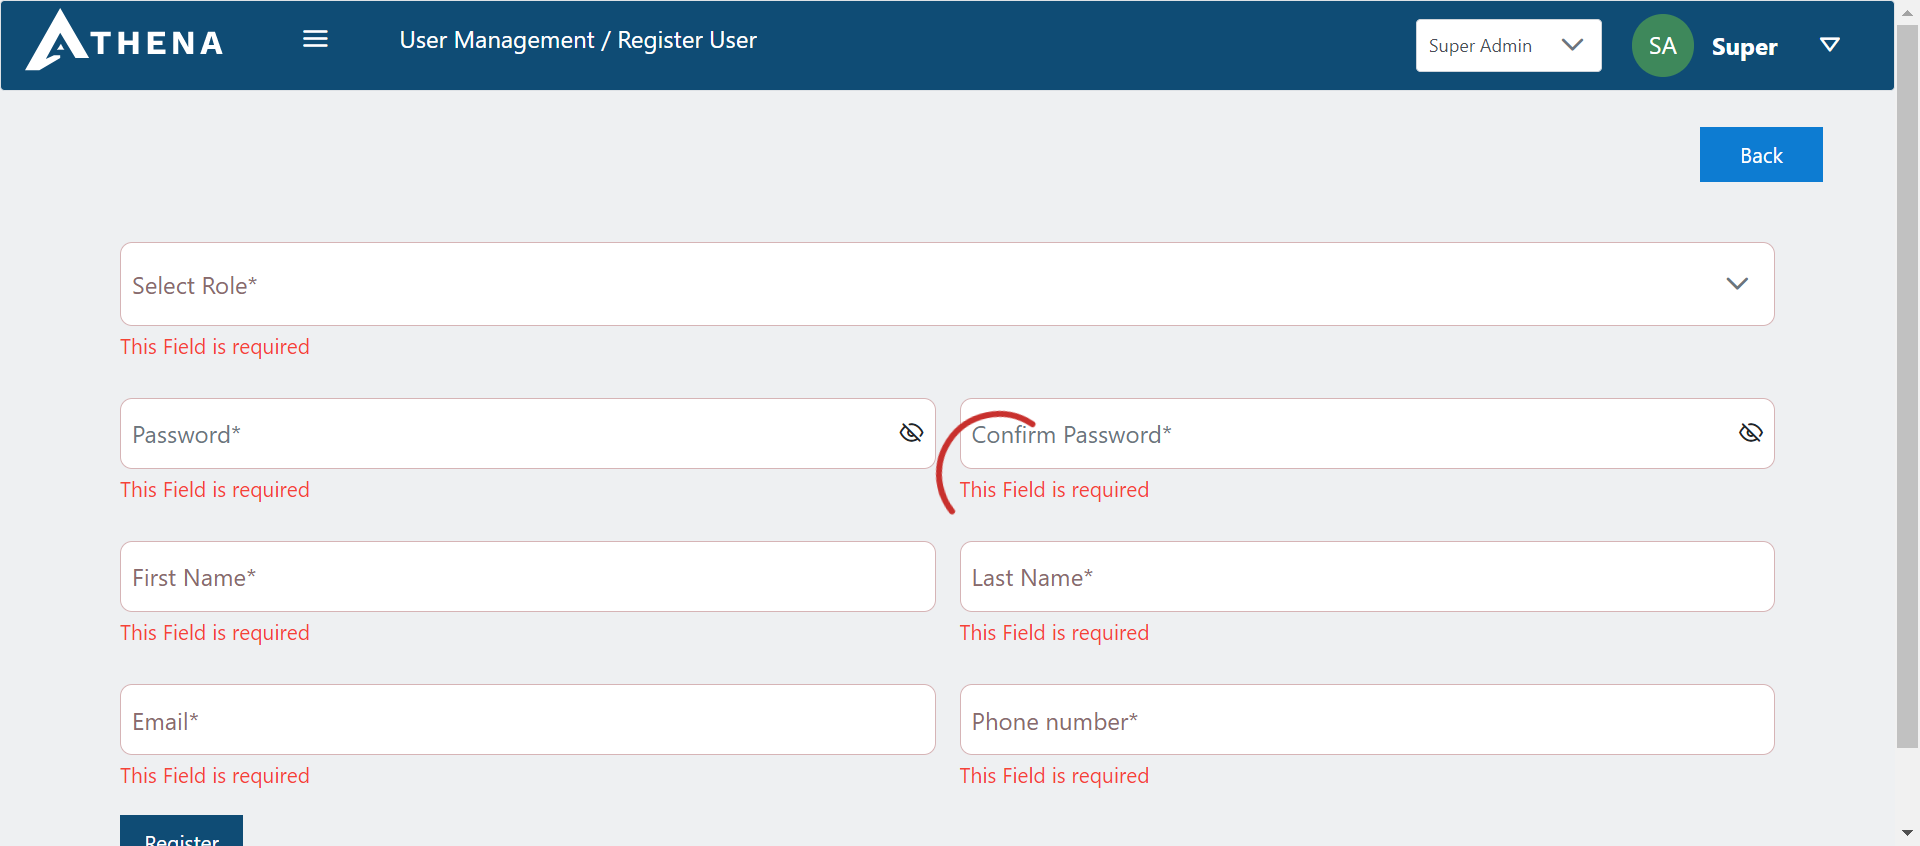 ATHENA
User Management / Register User
Super Admin
SA
Super
Back
Select Role*
This Field is required
Password*
Confirm Password*
This Field is required
This Field is required
First Name*
Last Name*
This Field is required
This Field is required
Email*
Phone number*
This Field is required
This Field is required
Register